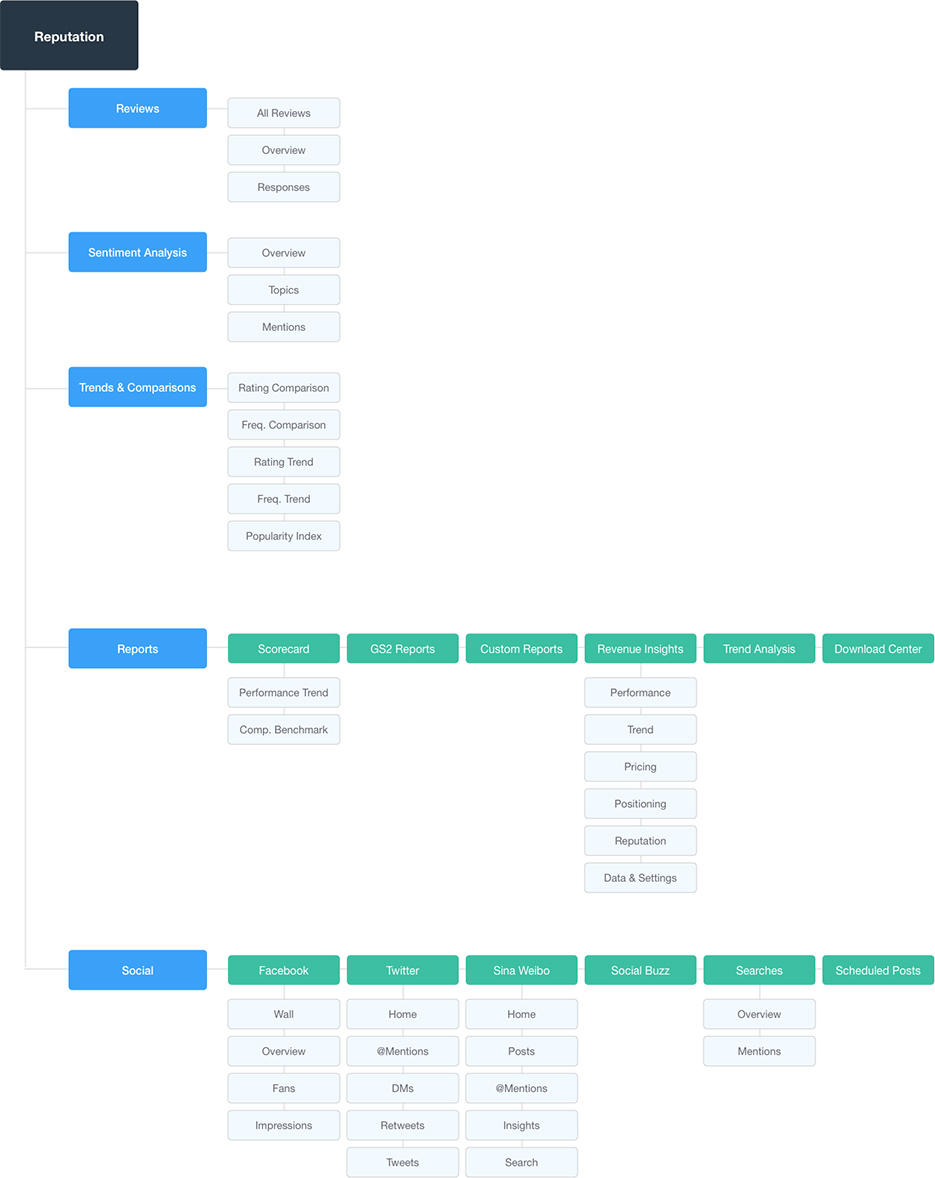 Reputation
Reviews
All Reviews
Overview
Responses
Sentiment Analysis
Overview
Topics
Mentions
Trends & Comparisons
Rating Comparison
Freq. Comparison
Rating Trend
Freq. Trend
Popularity Index
Reports
Scorecard
GS2 Reports
Custom Reports
Revenue Insights
Trend Analysis
Download Center
Performance Trend
Comp. Benchmark
Performance
Trend
Pricing
Positioning
Reputation
Data & Settings
Social
Facebook
Twitter
Sina Weibo
Social Buzz
Searches
Scheduled Posts
Wall
Overview
Fans
Impressions
Home
@Mentions
DMs
Retweets
Tweets
Home
Posts
@Mentions
Insights
Search
Overview
Mentions